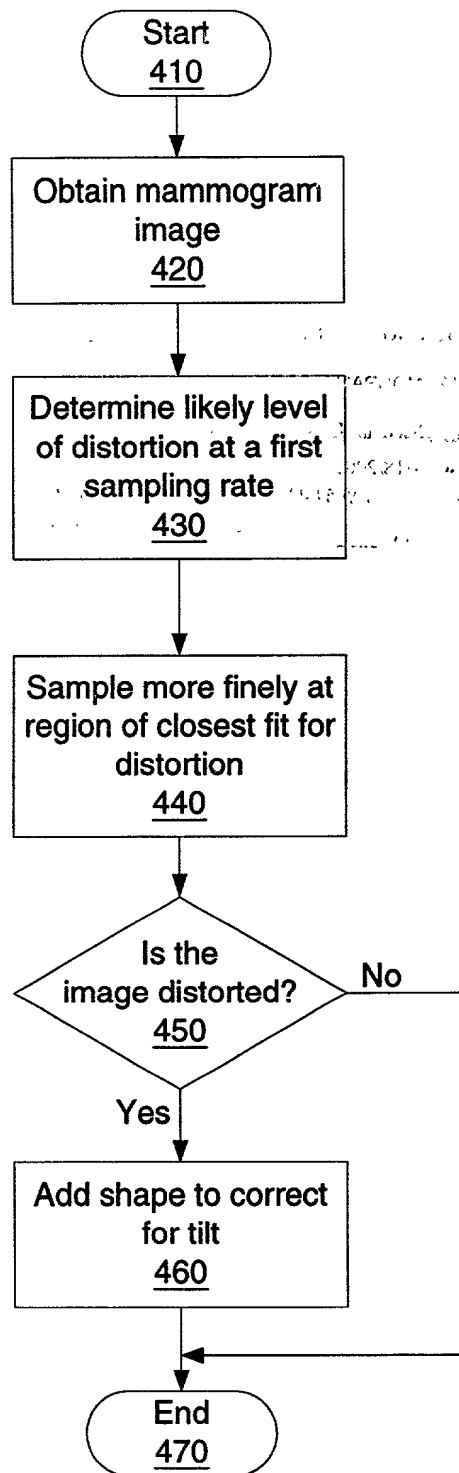 Start
410
Obtain mammogram
image
420
Determine likely level
of distortion at a first
sampling rate
430
Sample more finely at
region of closest fit for
distortion
440
Is the
image distorted?
450
No
Yes
Add shape to correct
for tilt
460
End
470